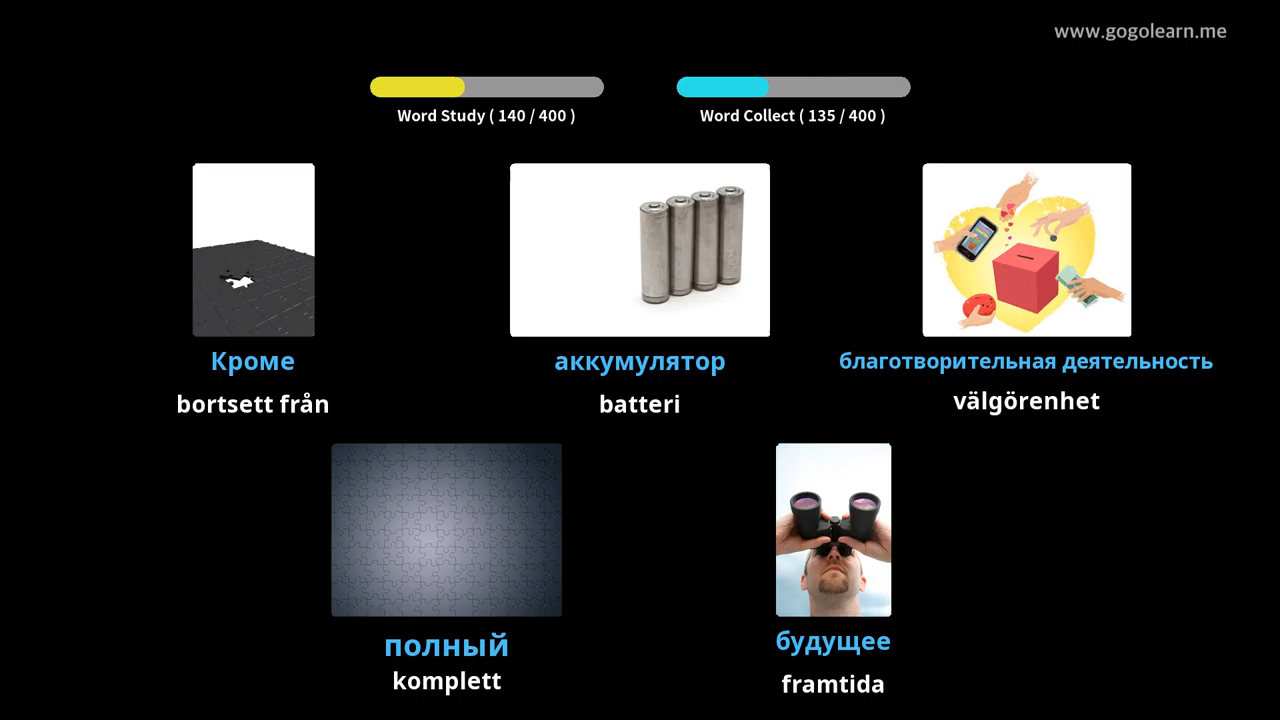 www.gogolearn.me
Word Study ( 140 / 400 )
Word Collect ( 135 / 400 )
Кроме
аккумулятор
благотворительная деятельность
bortsett från
batteri
välgörenhet
полный
будущее
komplett
framtida